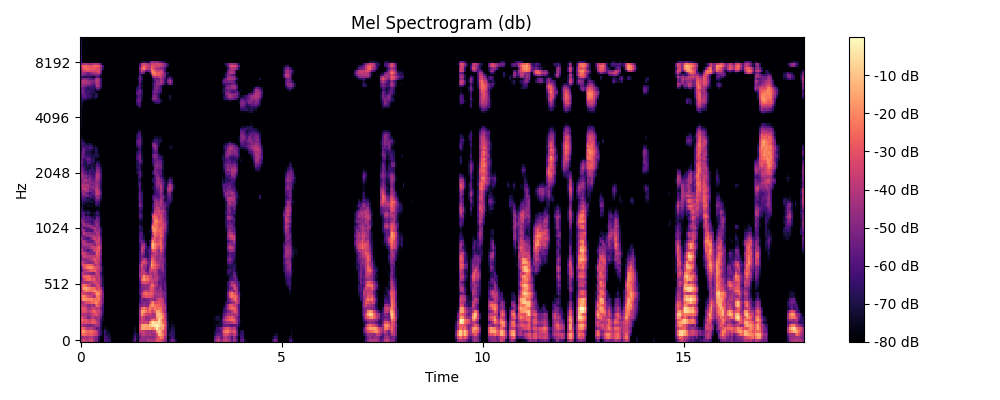 Mel Spectrogram (db)
8192
4096
2048
1024
512
0
Hz
0 5 10 15
Time
-10 dB
-20 dB
-30 dB
-40 dB
-50 dB
-60 dB
-70 dB
-80 dB